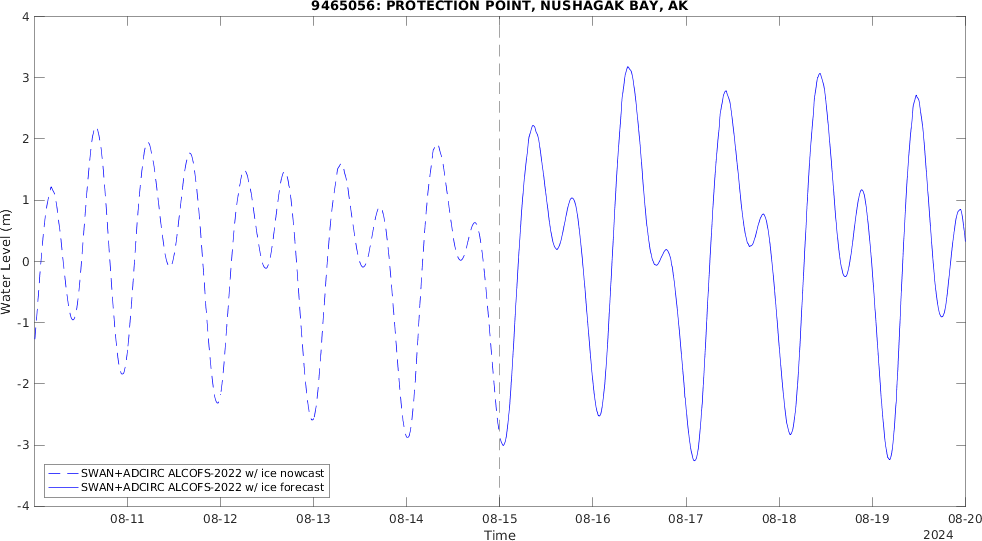 9465056: PROTECTION POINT, NUSHAGAK BAY, AK
Water Level (m)
4
3
2
1
0
-1
-2
-3
-4
SWAN+ADCIRC ALCOFS-2022 w/ ice nowcast
SWAN+ADCIRC ALCOFS-2022 w/ ice forecast
08-11 08-12 08-13 08-14 08-15 08-16 08-17 08-18 08-19 08-20
Time
2024